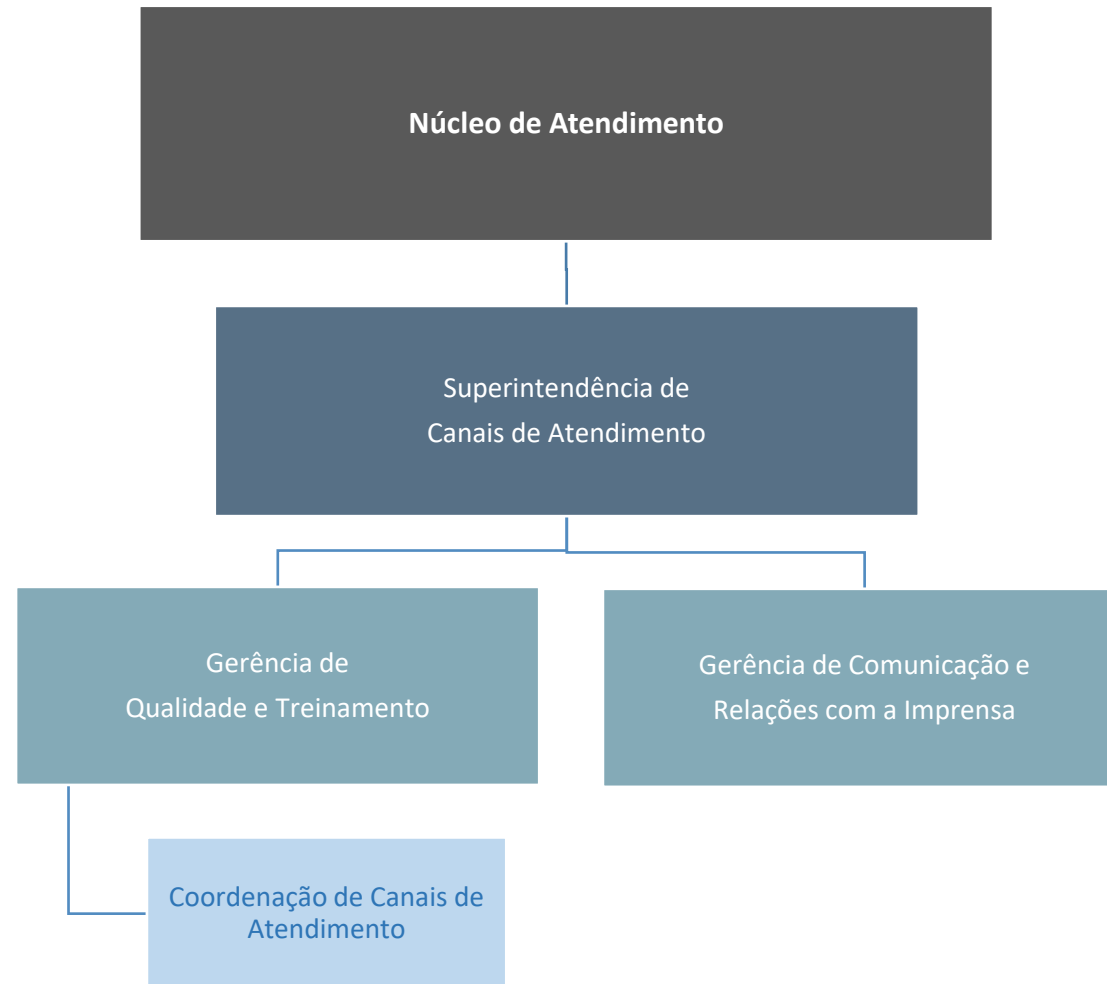 Núcleo de Atendimento
Superintendência de
Canais de Atendimento
Gerência de
Qualidade e Treinamento
Gerência de Comunicação e
Relações com a Imprensa
Coordenação de Canais de
Atendimento